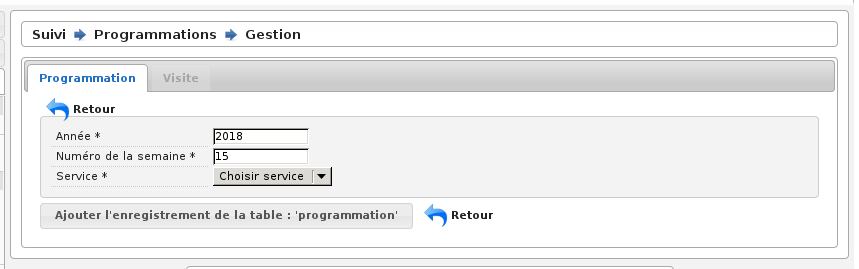 Suivi Programmations Gestion
Programmation Visite
Retour
Année * 2018
Numéro de la semaine * 15
Service * Choisir service
Ajouter l'enregistrement de la table : 'programmation' Retour